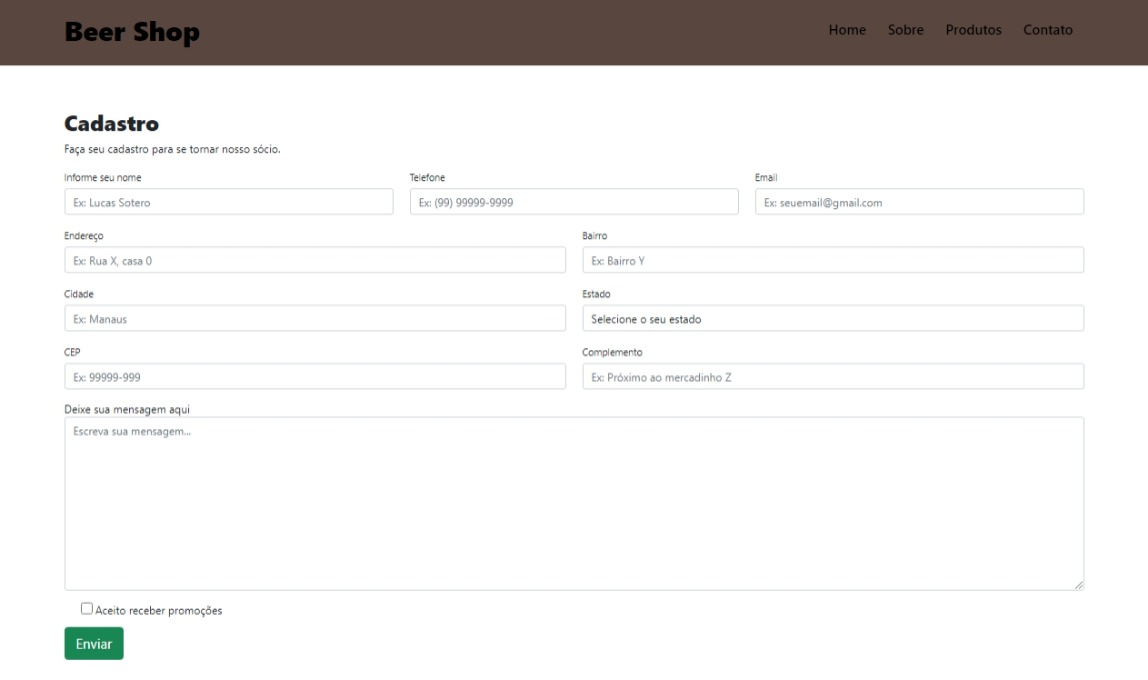 Beer Shop
Home Sobre Produtos Contato
Cadastro
Faça seu cadastro para se tornar nosso sócio.
Informe seu nome Telefone Email
Ex: Lucas Sotero Ex: (99) 99999-9999 Ex: seuemail@gmail.com
Endereço Bairro
Ex: Rua X, casa 0 Ex: Bairro Y
Cidade Estado
Ex: Manaus Selecione o seu estado
CEP Complemento
Ex: 99999-999 Ex: Próximo ao mercadinho Z
Deixe sua mensagem aqui
Escreva sua mensagem...
Aceito receber promoções
Enviar